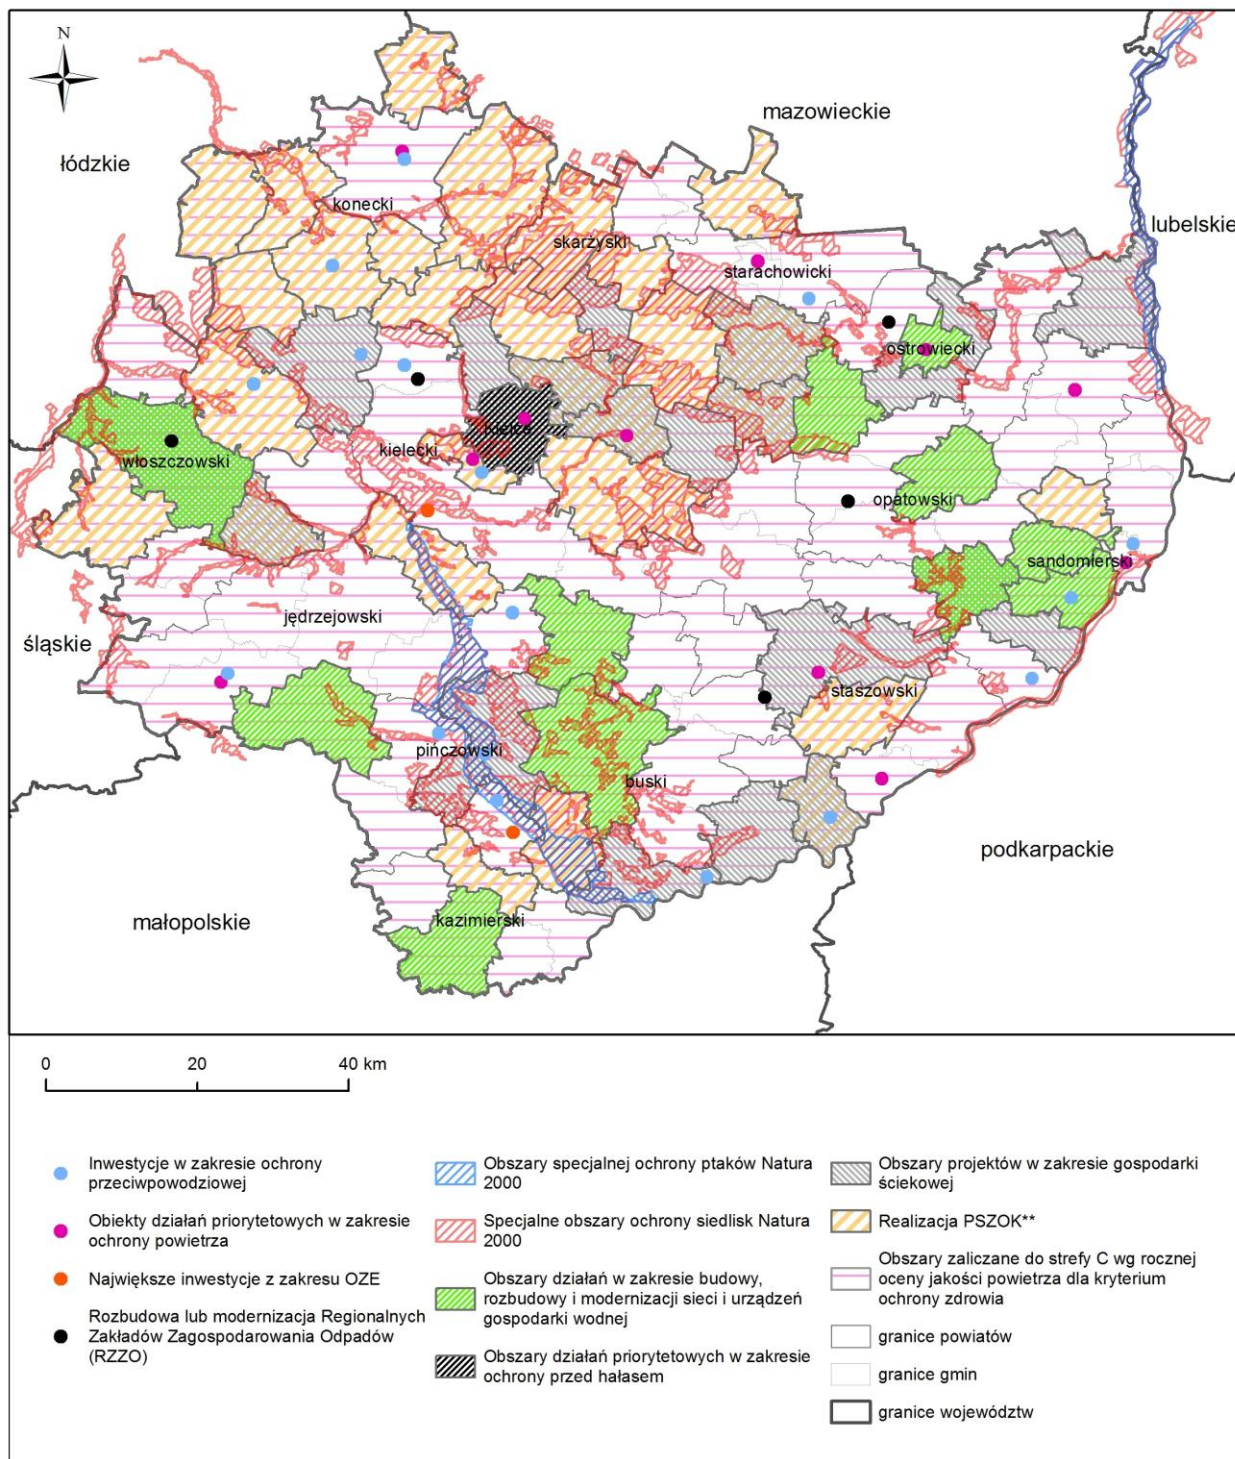 N
mazowieckie
łódzkie
lubelskie
konecki
skarżyski
starachowicki
ostrowiecki
kielce
kielecki
włoszczowski
opatowski
sandomierski
jędrzejowski
śląskie
staszowski
pińczowski
buski
podkarpackie
kazimierski
małopolskie
0 20 40 km
Inwestycje w zakresie ochrony
przeciwpowodziowej
Obiekty działań priorytetowych w zakresie
ochrony powietrza
Największe inwestycje z zakresu OZE
Rozbudowa lub modernizacja Regionalnych
Zakładów Zagospodarowania Odpadów
(RZZO)
Obszary specjalnej ochrony ptaków Natura
2000
Specjalne obszary ochrony siedlisk Natura
2000
Obszary działań w zakresie budowy,
rozbudowy i modernizacji sieci i urządzeń
gospodarki wodnej
Obszary działań priorytetowych w zakresie
ochrony przed hałasem
Obszary projektów w zakresie gospodarki
ściekowej
Realizacja PSZOK**
Obszary zaliczane do strefy C wg rocznej
oceny jakości powietrza dla kryterium
ochrony zdrowia
granice powiatów
granice gmin
granice województw